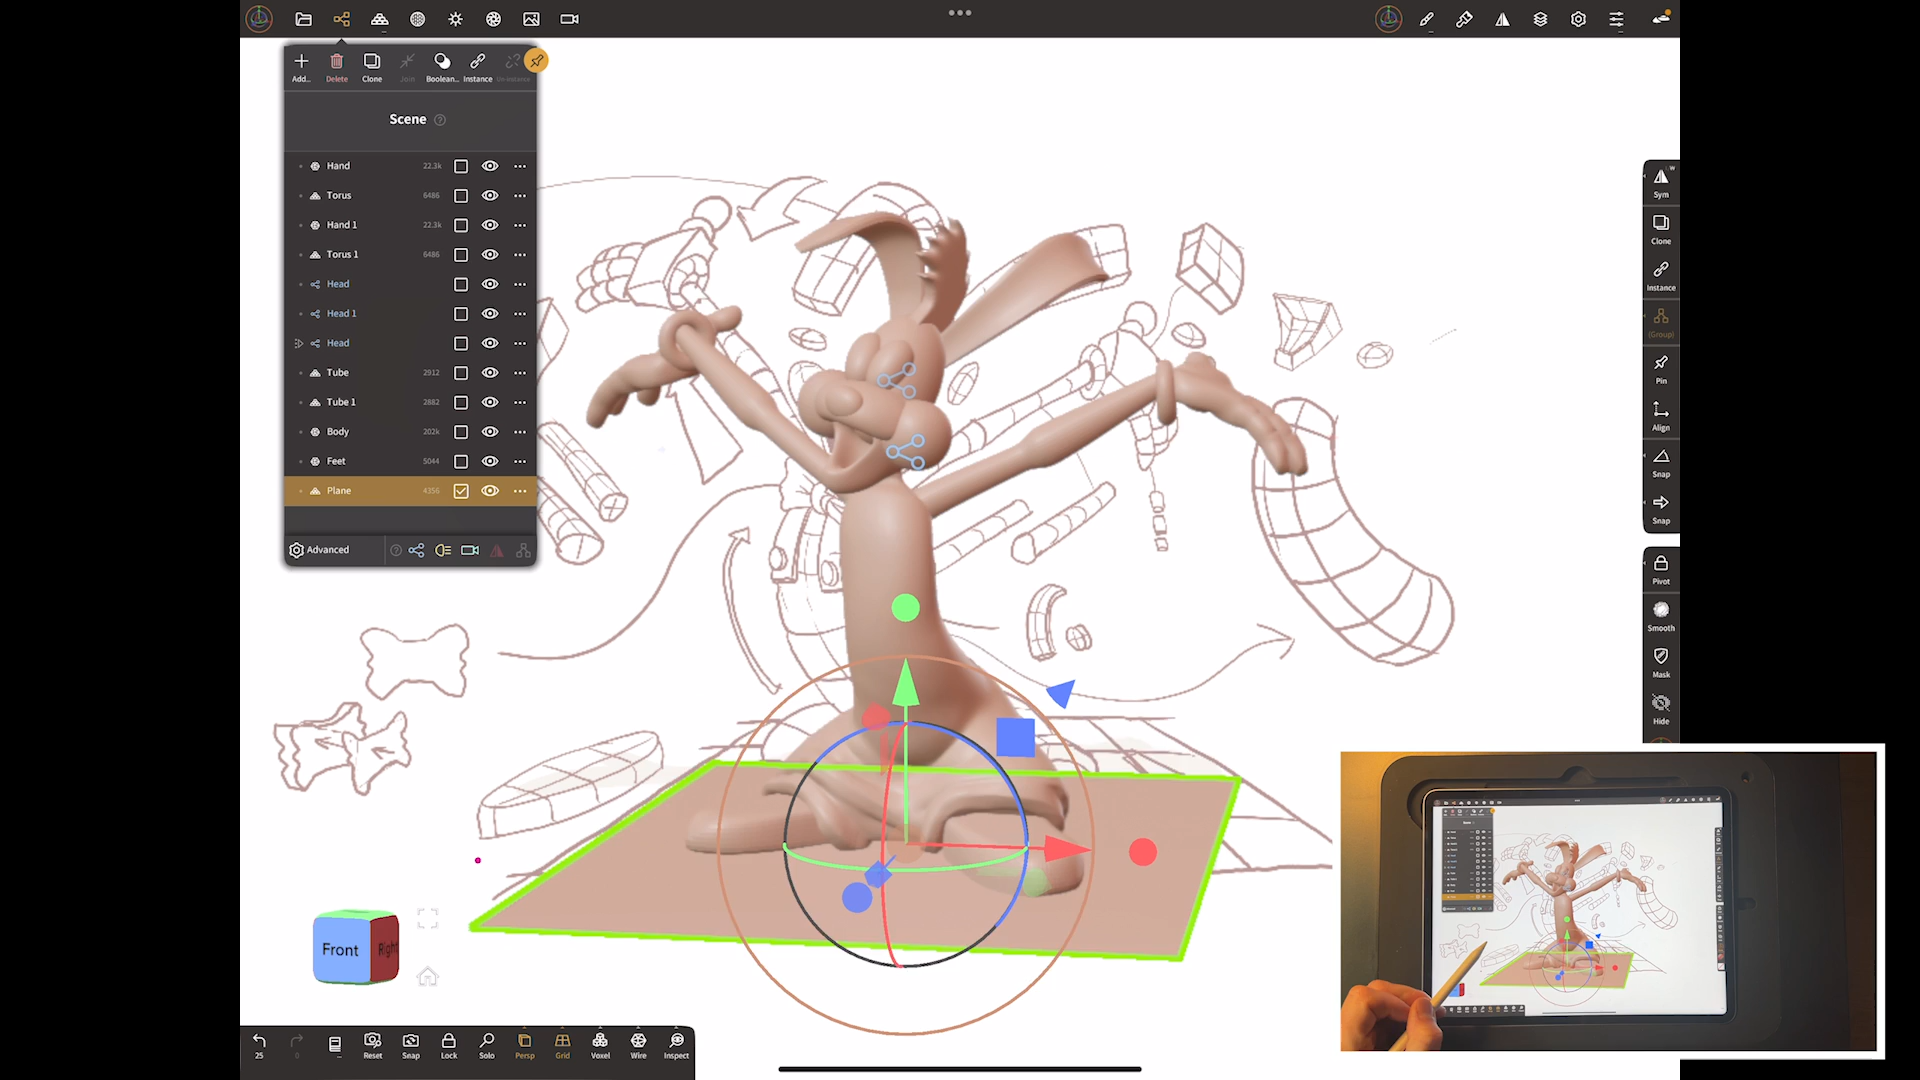 Add...
Delete
Clone
Join
Boolean...
Instance
Un-instance
Scene
Hand 22.3k
Torus 6486
Hand 1 22.3k
Torus 1 6486
Head
Head 1
Head
Tube 2912
Tube 1 2882
Body 202k
Feet 5044
Plane 4356
Advanced
Sym
Clone
Instance
(Group)
Pin
Align
Snap
Snap
Pivot
Smooth
Mask
Hide
Front
Right
25
0
Reset
Snap
Lock
Solo
Persp
Grid
Voxel
Wire
Inspect